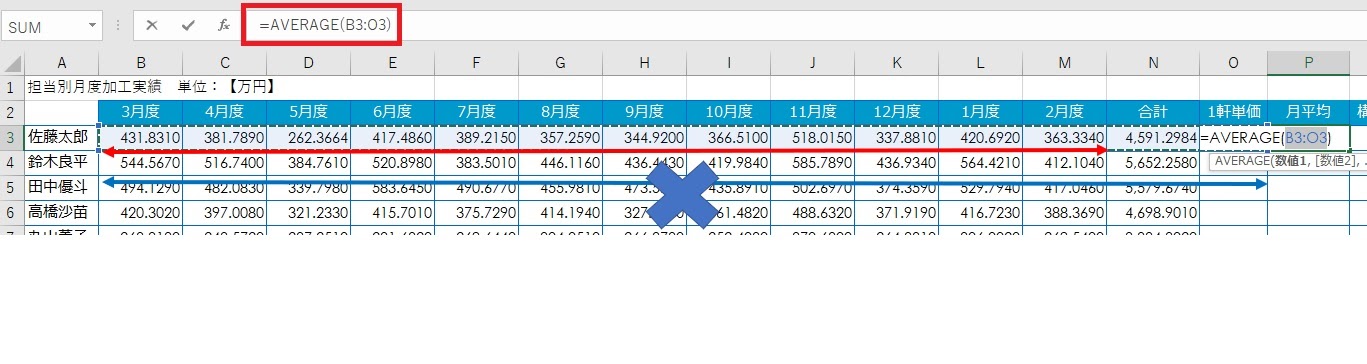 SUM =AVERAGE(B3:O3)
A B C D E F G H I J K L M N O P
1 担当別月度加工実績 単位：【万円】
2 3月度 4月度 5月度 6月度 7月度 8月度 9月度 10月度 11月度 12月度 1月度 2月度 合計 1軒単価 月平均 構
3 佐藤太郎 431.8310 381.7890 262.3664 417.4860 389.2150 357.2590 344.9200 366.5100 518.0150 337.8810 420.6920 363.3340 4,591.2984 =AVERAGE(B3:O3)
AVERAGE(数値1, [数値2], ...
4 鈴木良平 544.5670 516.7400 384.7610 520.8980 383.5010 446.1160 436.4430 419.9840 585.7890 436.9340 564.4210 412.1040 5,652.2580
5 田中優斗 494.1290 482.0830 339.7980 583.6450 490.6770 455.9810 435.8910 502.6970 374.3590 529.7940 417.0460 5,579.6740
6 高橋沙苗 420.3020 397.0080 321.2330 415.7010 375.7290 414.1940 488.6320 371.9190 416.7230 388.3690 4,698.9010